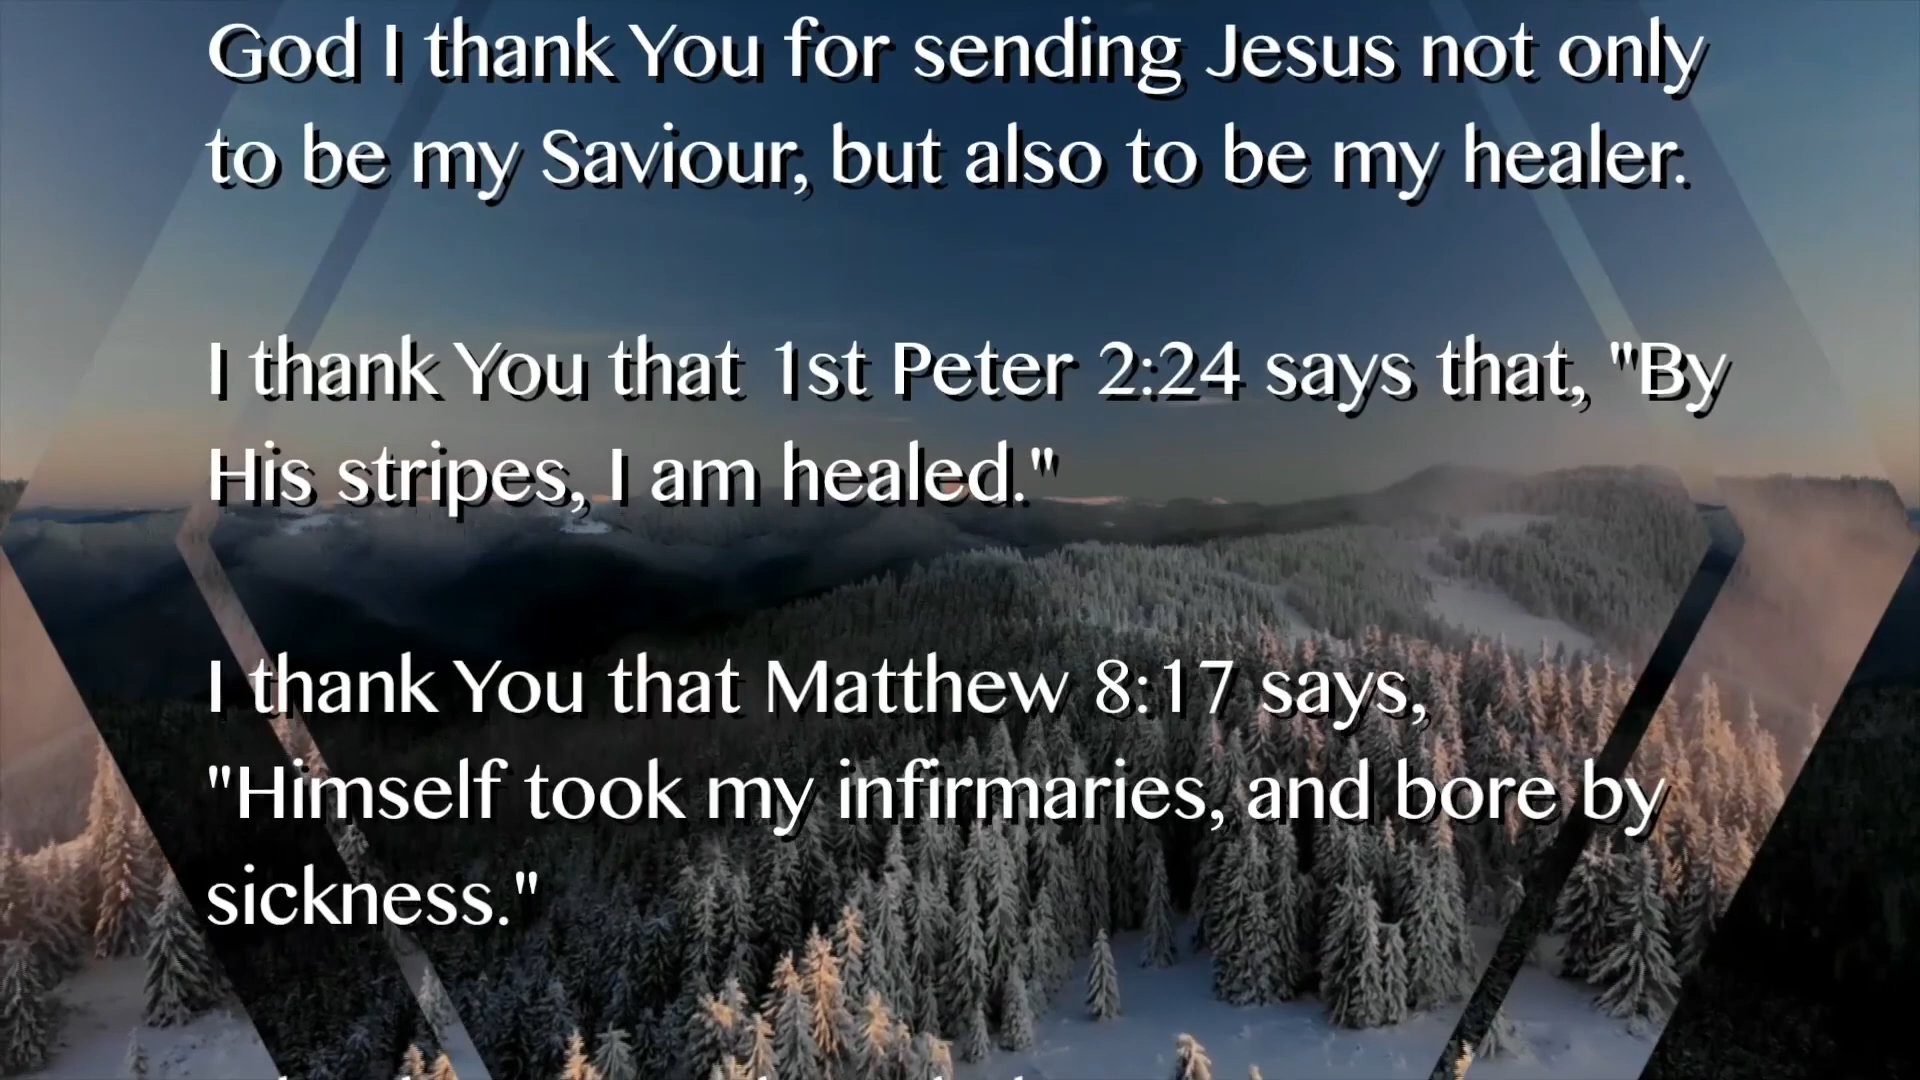 God I thank You for sending Jesus not only
to be my Saviour, but also to be my healer.
I thank You that 1st Peter 2:24 says that, "By
His stripes, I am healed."
I thank You that Matthew 8:17 says,
"Himself took my infirmaries, and bore by
sickness."